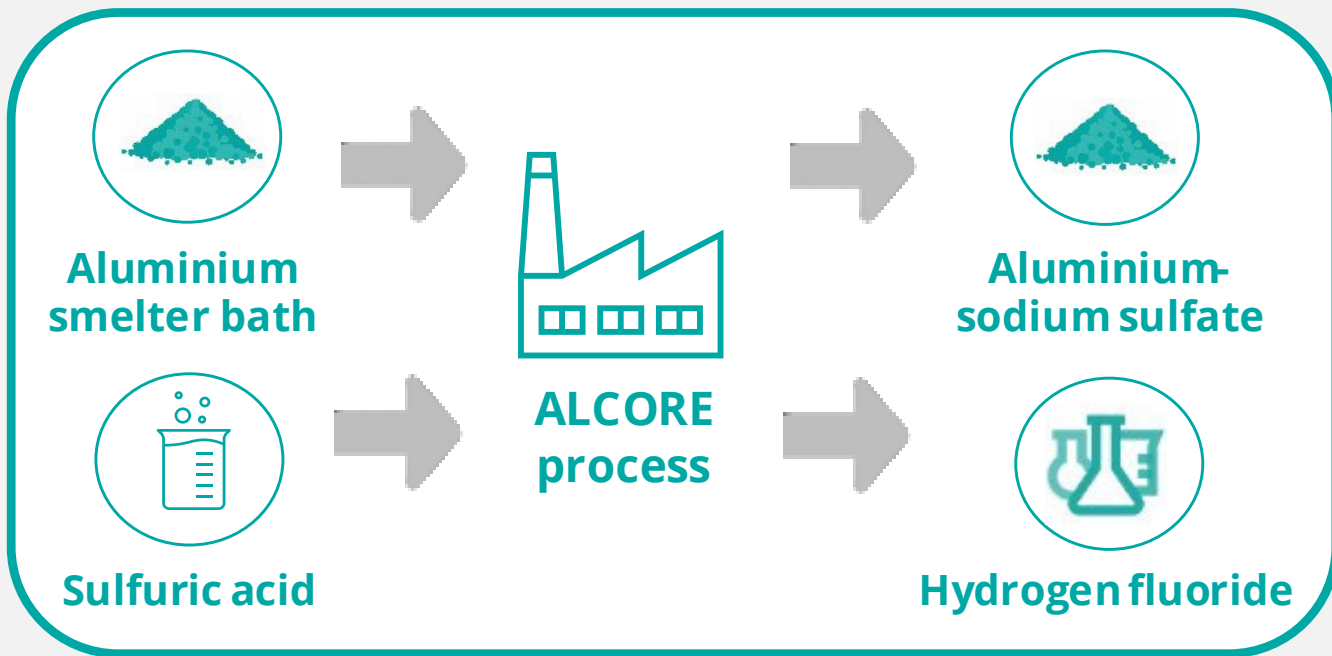 Aluminium
smelter bath
Sulfuric acid
ALCORE
process
Aluminium-
sodium sulfate
Hydrogen fluoride